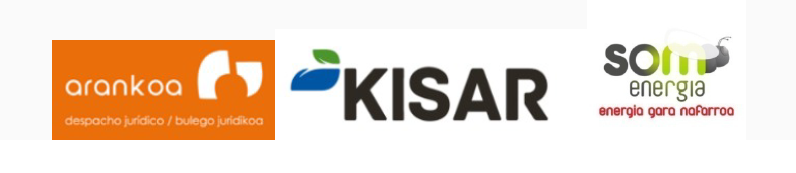 arankoa
despacho jurídico / bulego juridikoa
KISAR
som
energia
energia gara nafarroa